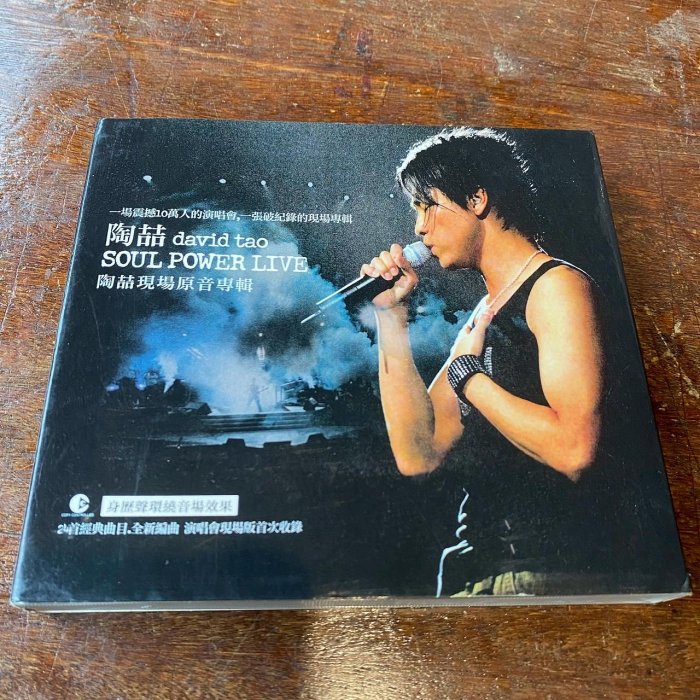 一場震撼10萬人的演唱會,一張破紀錄的現場專輯
陶喆 david tao
SOUL POWER LIVE
陶喆現場原音專輯
身歷聲環繞音場效果
COPY CONTROLLED
24首經典曲目.全新編曲 演唱會現場版首次收錄